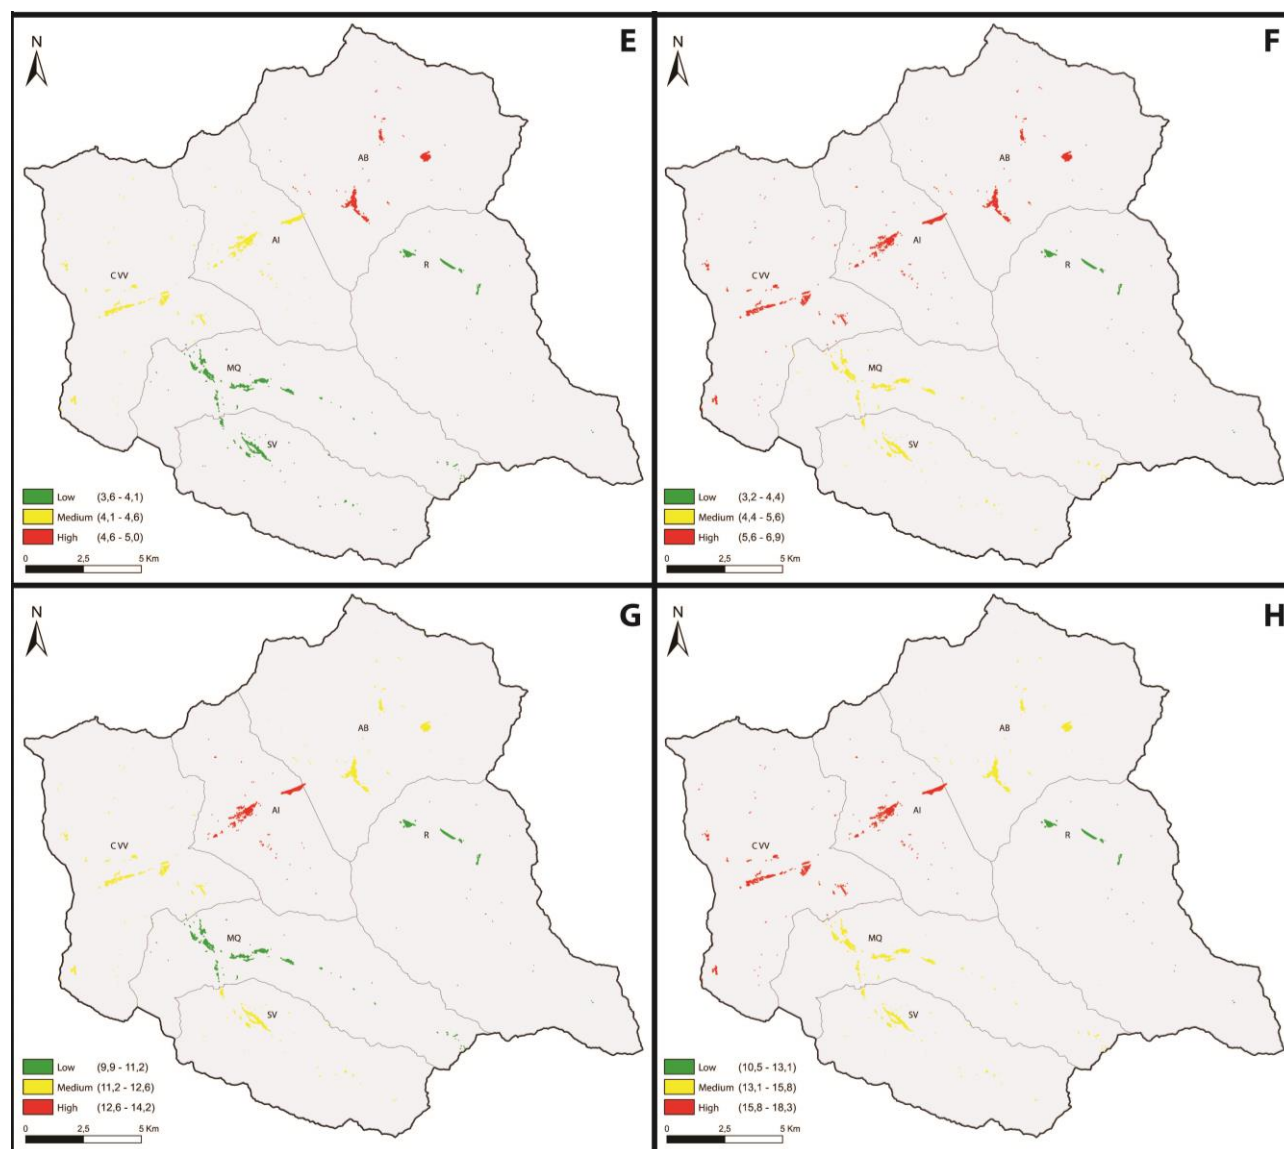 N
E
AB
AI
R
C VV
MQ
SV
Low (3,6 - 4,1)
Medium (4,1 - 4,6)
High (4,6 - 5,0)
0 2,5 5 Km
N
F
AB
AI
R
C VV
MQ
SV
Low (3,2 - 4,4)
Medium (4,4 - 5,6)
High (5,6 - 6,9)
0 2,5 5 Km
N
G
AB
AI
R
C VV
MQ
SV
Low (9,9 - 11,2)
Medium (11,2 - 12,6)
High (12,6 - 14,2)
0 2,5 5 Km
N
H
AB
AI
R
C VV
MQ
SV
Low (10,5 - 13,1)
Medium (13,1 - 15,8)
High (15,8 - 18,3)
0 2,5 5 Km